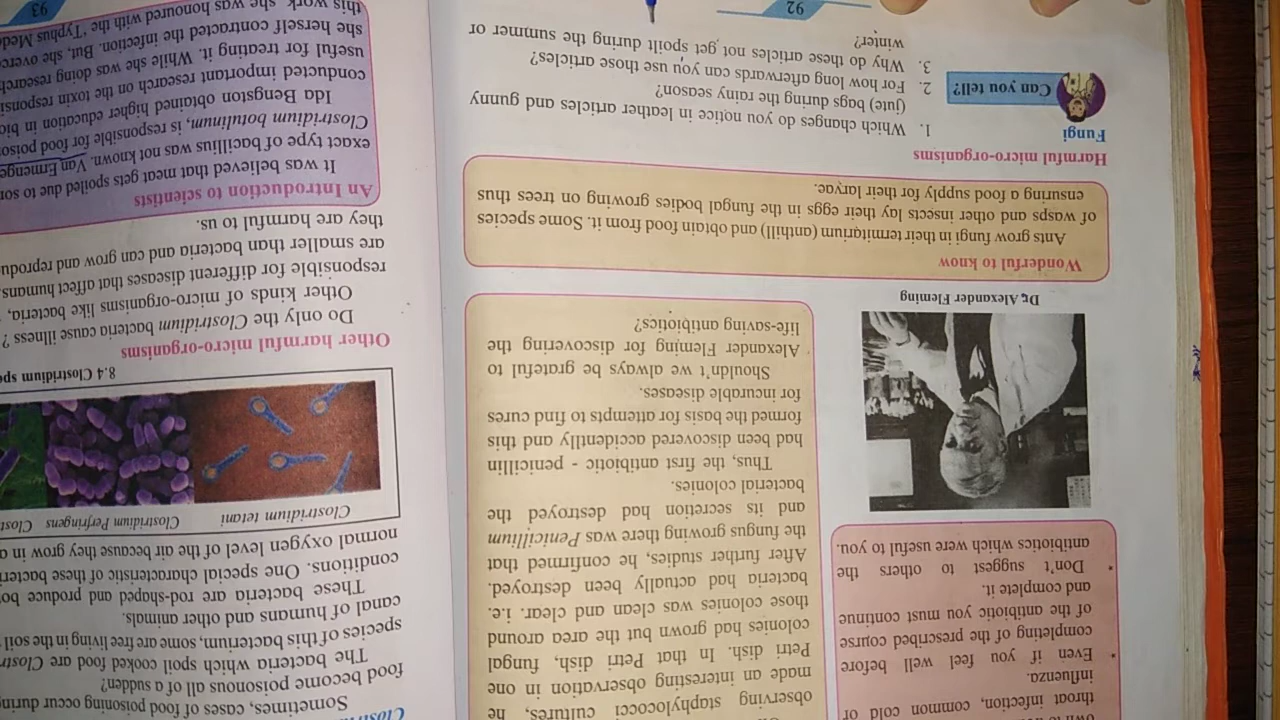 throat infection, common cold or
influenza.
• Even if you feel well before
completing of the prescribed course
of the antibiotic you must continue
and complete it.
• Don't suggest to others the
antibiotics which were useful to you.
Dr. Alexander Fleming
observing staphylococci cultures, he
made an interesting observation in one
Petri dish. In that Petri dish, fungal
colonies had grown but the area around
those colonies was clean and clear. i.e.
bacteria had actually been destroyed.
After further studies, he confirmed that
the fungus growing there was Penicillium
and its secretion had destroyed the
bacterial colonies.
Thus, the first antibiotic - penicillin
had been discovered accidently and this
formed the basis for attempts to find cures
for incurable diseases.
Shouldn't we always be grateful to
Alexander Fleming for discovering the
life-saving antibiotics?
Wonderful to know
Ants grow fungi in their termitarium (anthill) and obtain food from it. Some species
of wasps and other insects lay their eggs in the fungal bodies growing on trees thus
ensuring a food supply for their larvae.
Harmful micro-organisms
Fungi
Can you tell?
1. Which changes do you notice in leather articles and gunny
(jute) bags during the rainy season?
2. For how long afterwards can you use those articles?
3. Why do these articles not get spoilt during the summer or
winter?
92
Sometimes, cases of food poisoning occur
food become poisonous all of a sudden?
The bacteria which spoil cooked food are
species of this bacterium, some are free living in the soil
canal of humans and other animals.
These bacteria are rod-shaped and produce
conditions. One special characteristic of these
normal oxygen level of the air because they grow in
Clostridium tetani
Clostridium Perfringens
8.4 Clostridium
Other harmful micro-organisms
Do only the Clostridium bacteria cause illness ?
Other kinds of micro-organisms like bacteria,
responsible for different diseases that affect humans.
are smaller than bacteria and can grow and
they are harmful to us.
An Introduction to scientists
It was believed that meat gets spoiled due to
exact type of bacillius was not known. Van
Clostridium botulinum, is responsible for food
Ida Bengston obtained higher education in
conducted important research on the toxin
useful for treating it. While she was doing
she herself contracted the infection. But, she
this work, she was honoured with the 'Typhus
93